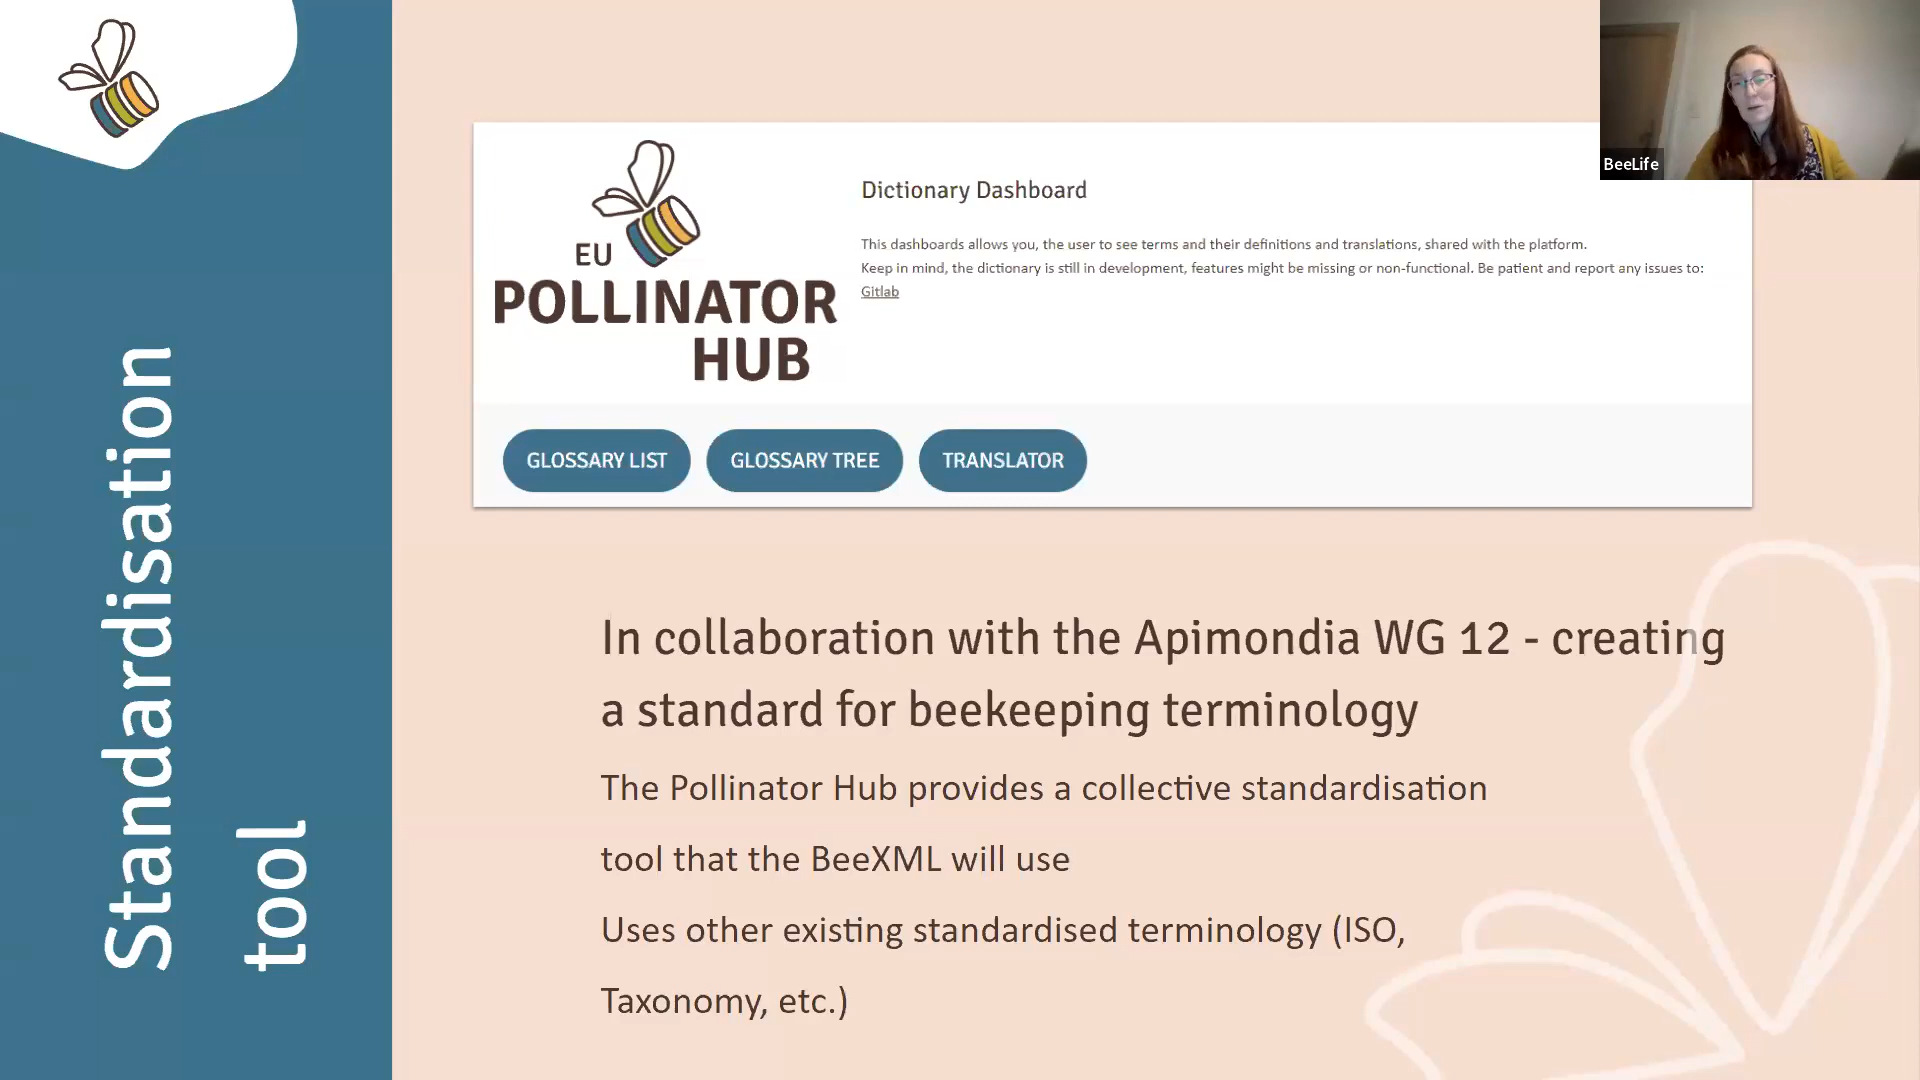 Standardisation
tool
EU
POLLINATOR
HUB
Dictionary Dashboard
This dashboards allows you, the user to see terms and their definitions and translations, shared with the platform.
Keep in mind, the dictionary is still in development, features might be missing or non-functional. Be patient and report any issues to:
Gitlab
GLOSSARY LIST
GLOSSARY TREE
TRANSLATOR
BeeLife
In collaboration with the Apimondia WG 12 - creating
a standard for beekeeping terminology
The Pollinator Hub provides a collective standardisation
tool that the BeeXML will use
Uses other existing standardised terminology (ISO,
Taxonomy, etc.)